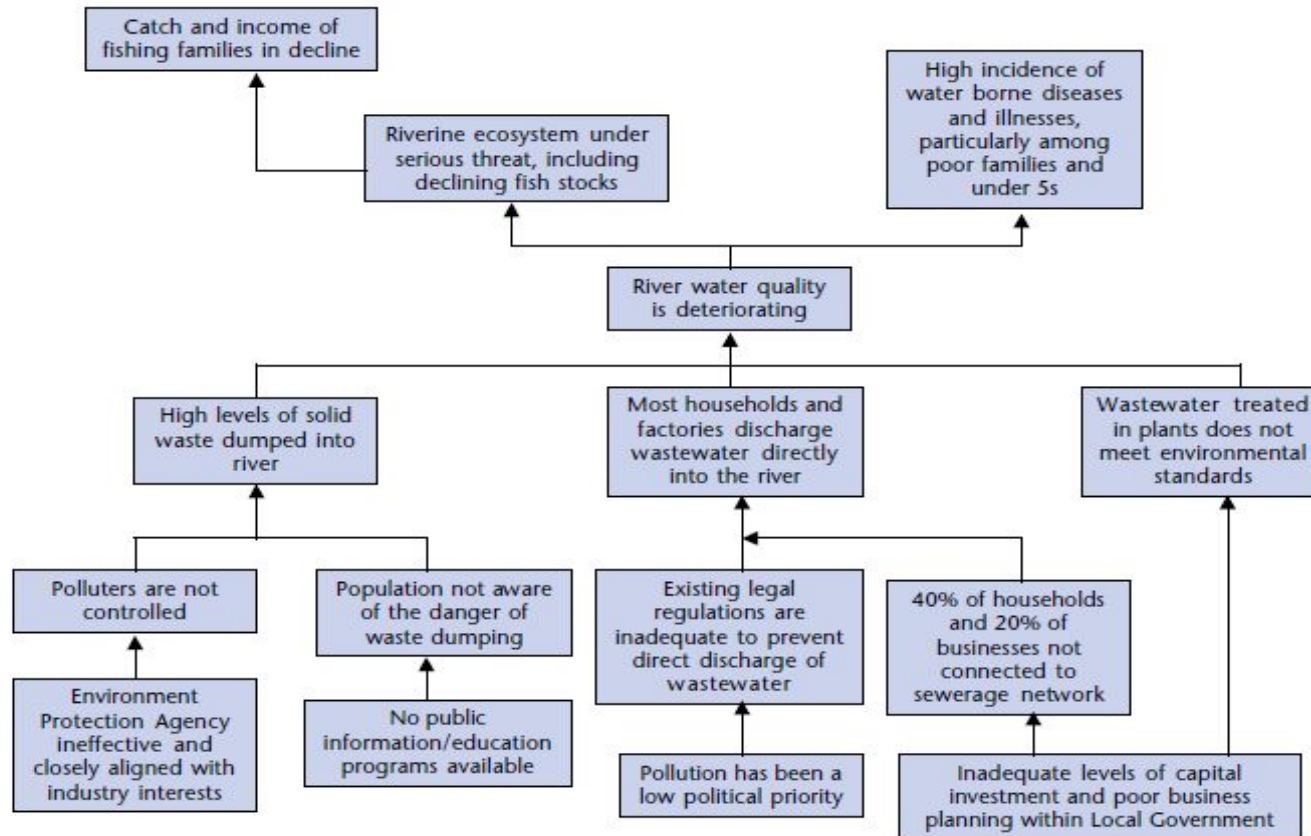 Catch and income of
fishing families in decline
High incidence of
water borne diseases
and illnesses,
particularly among
poor families and
under 5s
Riverine ecosystem under
serious threat, including
declining fish stocks
River water quality
is deteriorating
High levels of solid
waste dumped into
river
Most households and
factories discharge
wastewater directly
into the river
Wastewater treated
in plants does not
meet environmental
standards
Polluters are not
controlled
Population not aware
of the danger of
waste dumping
Existing legal
regulations are
inadequate to prevent
direct discharge of
wastewater
40% of households
and 20% of
businesses not
connected to
sewerage network
Environment
Protection Agency
ineffective and
closely aligned with
industry interests
No public
information/education
programs available
Pollution has been a
low political priority
Inadequate levels of capital
investment and poor business
planning within Local Government